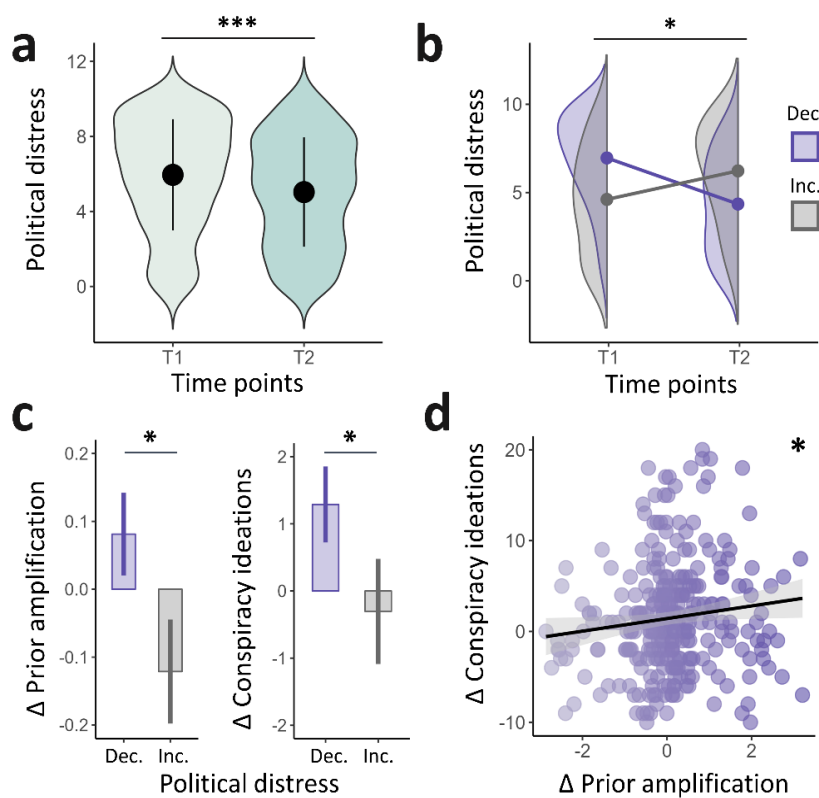 a
***
Political distress
12
8
4
0
T1
T2
Time points
b
*
Political distress
10
5
0
T1
T2
Time points
Dec
Inc.
c
*
Δ Prior amplification
0.2
0.1
0.0
-0.1
-0.2
Dec.
Inc.
*
Δ Conspiracy ideations
2
1
0
-1
-2
Dec.
Inc.
Political distress
d
*
Δ Conspiracy ideations
20
10
0
-10
-2
0
2
Δ Prior amplification